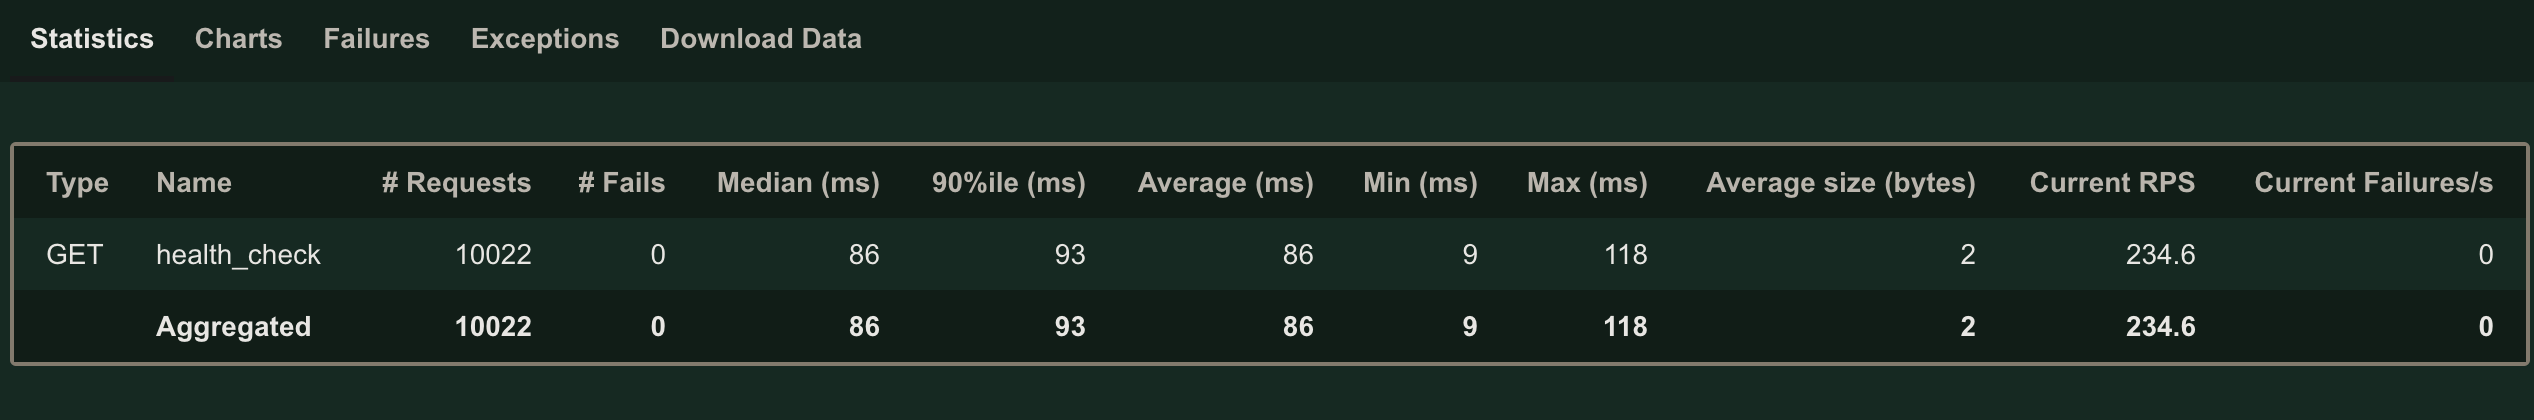 Statistics Charts Failures Exceptions Download Data
Type Name # Requests # Fails Median (ms) 90%ile (ms) Average (ms) Min (ms) Max (ms) Average size (bytes) Current RPS Current Failures/s
GET health_check 10022 0 86 93 86 9 118 2 234.6 0
Aggregated 10022 0 86 93 86 9 118 2 234.6 0